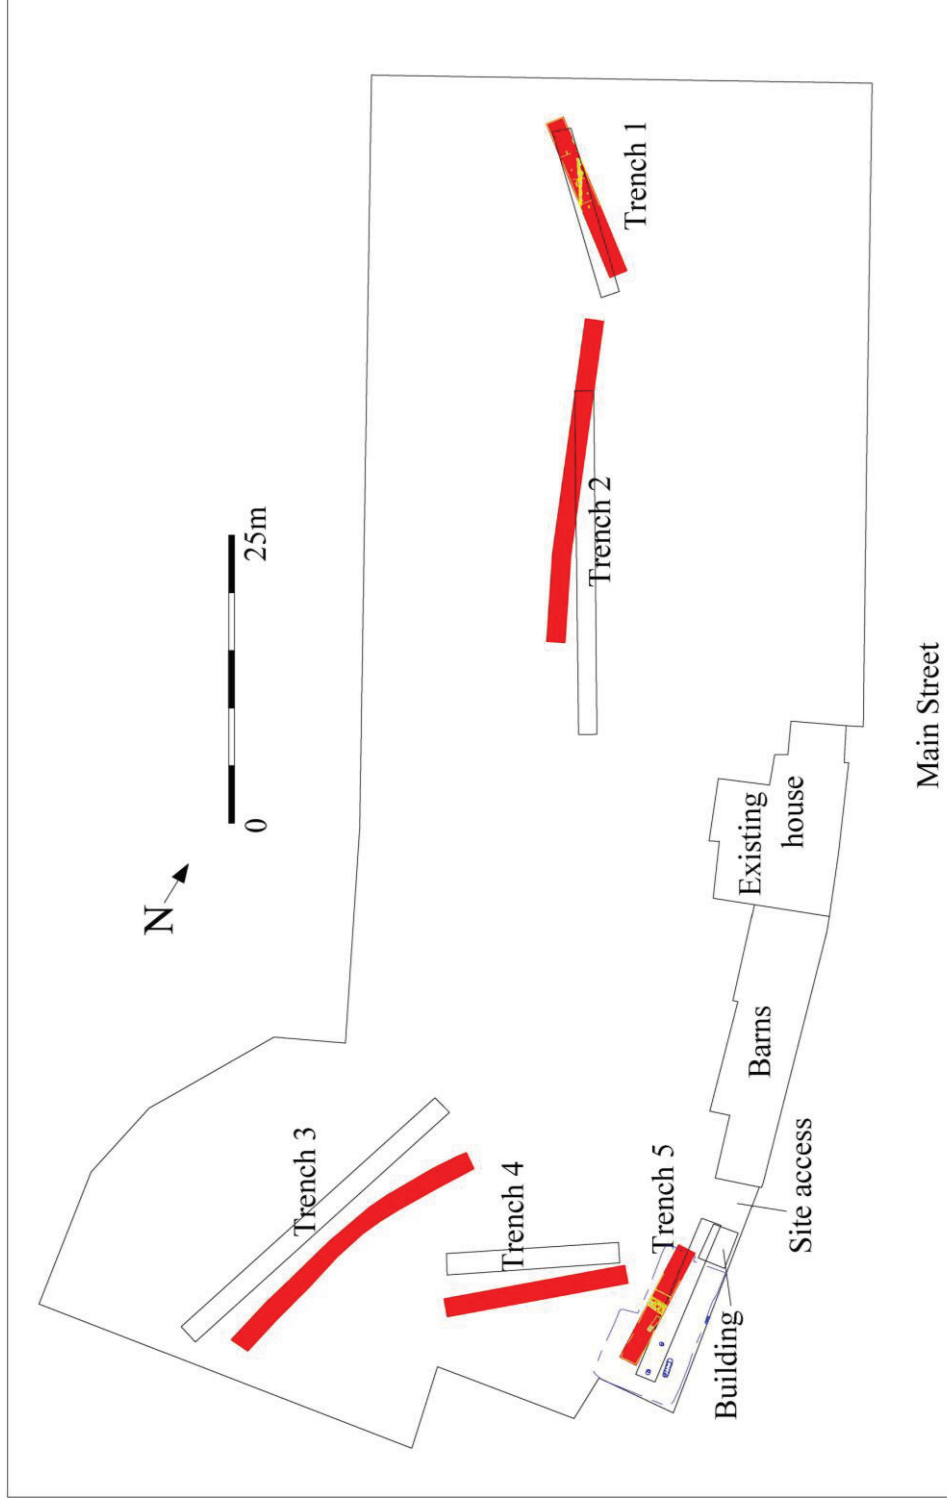 Trench 1
Trench 2
25m
0
N
Existing
house
Main Street
Barns
Trench 3
Trench 4
Trench 5
Site access
Building